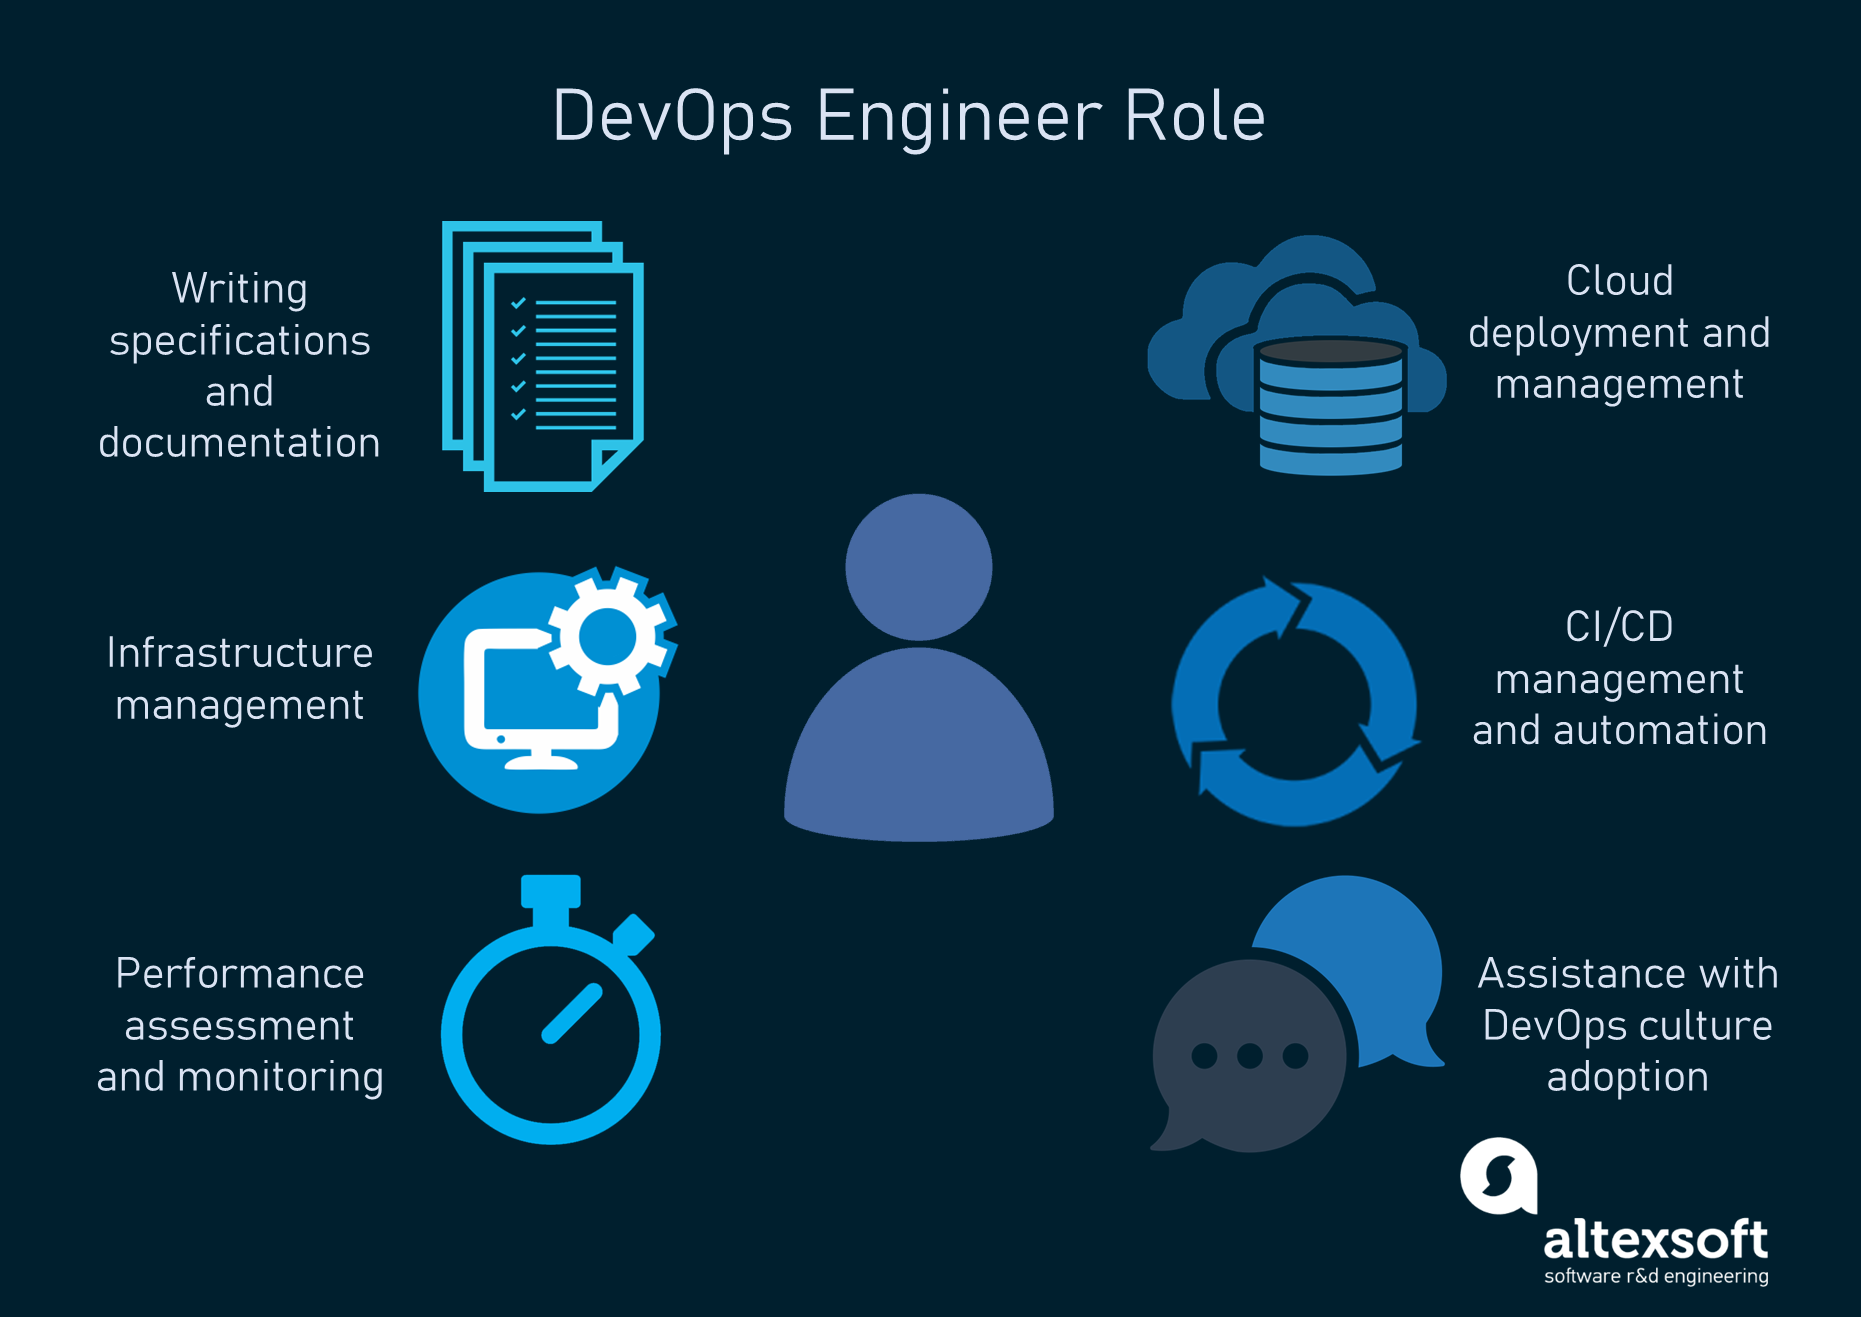 DevOps Engineer Role
Writing
specifications
and
documentation
Cloud
deployment and
management
Infrastructure
management
CI/CD
management
and automation
Performance
assessment
and monitoring
Assistance with
DevOps culture
adoption
altexsoft
software r&d engineering